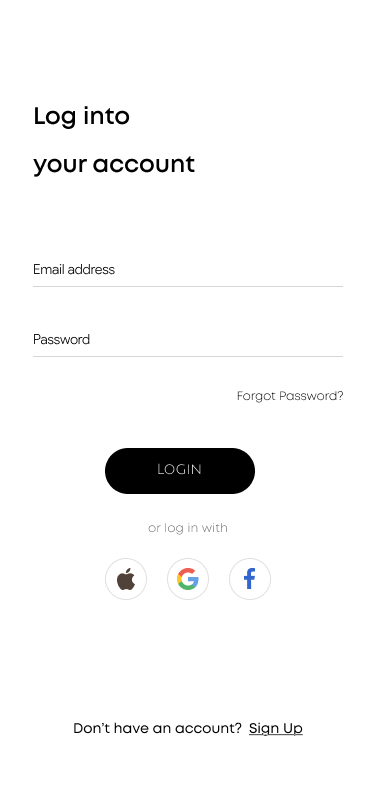 Log into
your account
Email address
Password
Forgot Password?
LOGIN
or log in with
Don't have an account? Sign Up